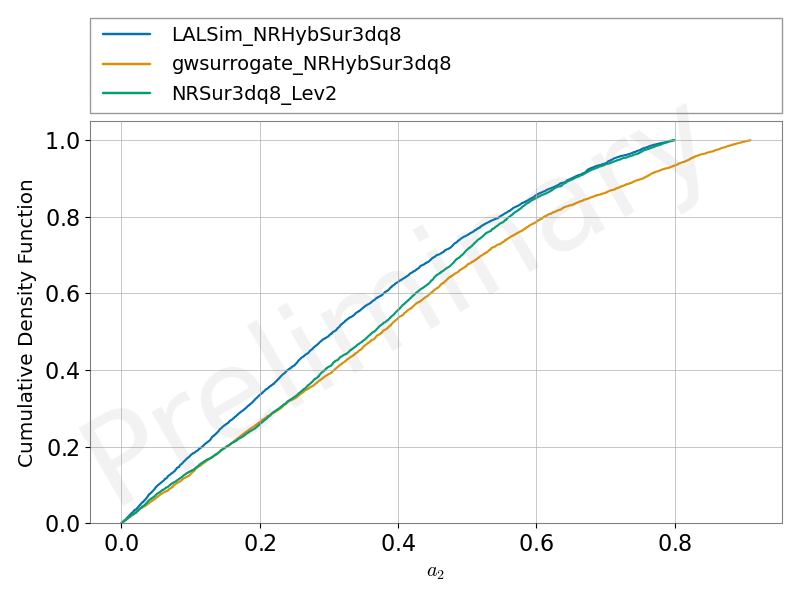 LALSim_NRHybSur3dq8
gwsurrogate_NRHybSur3dq8
NRSur3dq8_Lev2
Preliminary
Cumulative Density Function
1.0
0.8
0.6
0.4
0.2
0.0
0.0 0.2 0.4 0.6 0.8
a₂